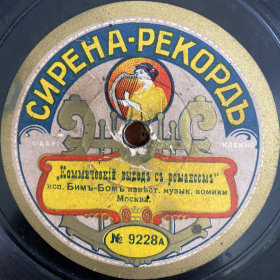 СИРЕНА-РЕКОРДЪ
„Комическій выходъ съ романсомъ"
исп. Бимъ-Бомъ извѣст. музык. комики
Москва.
№ 9228А